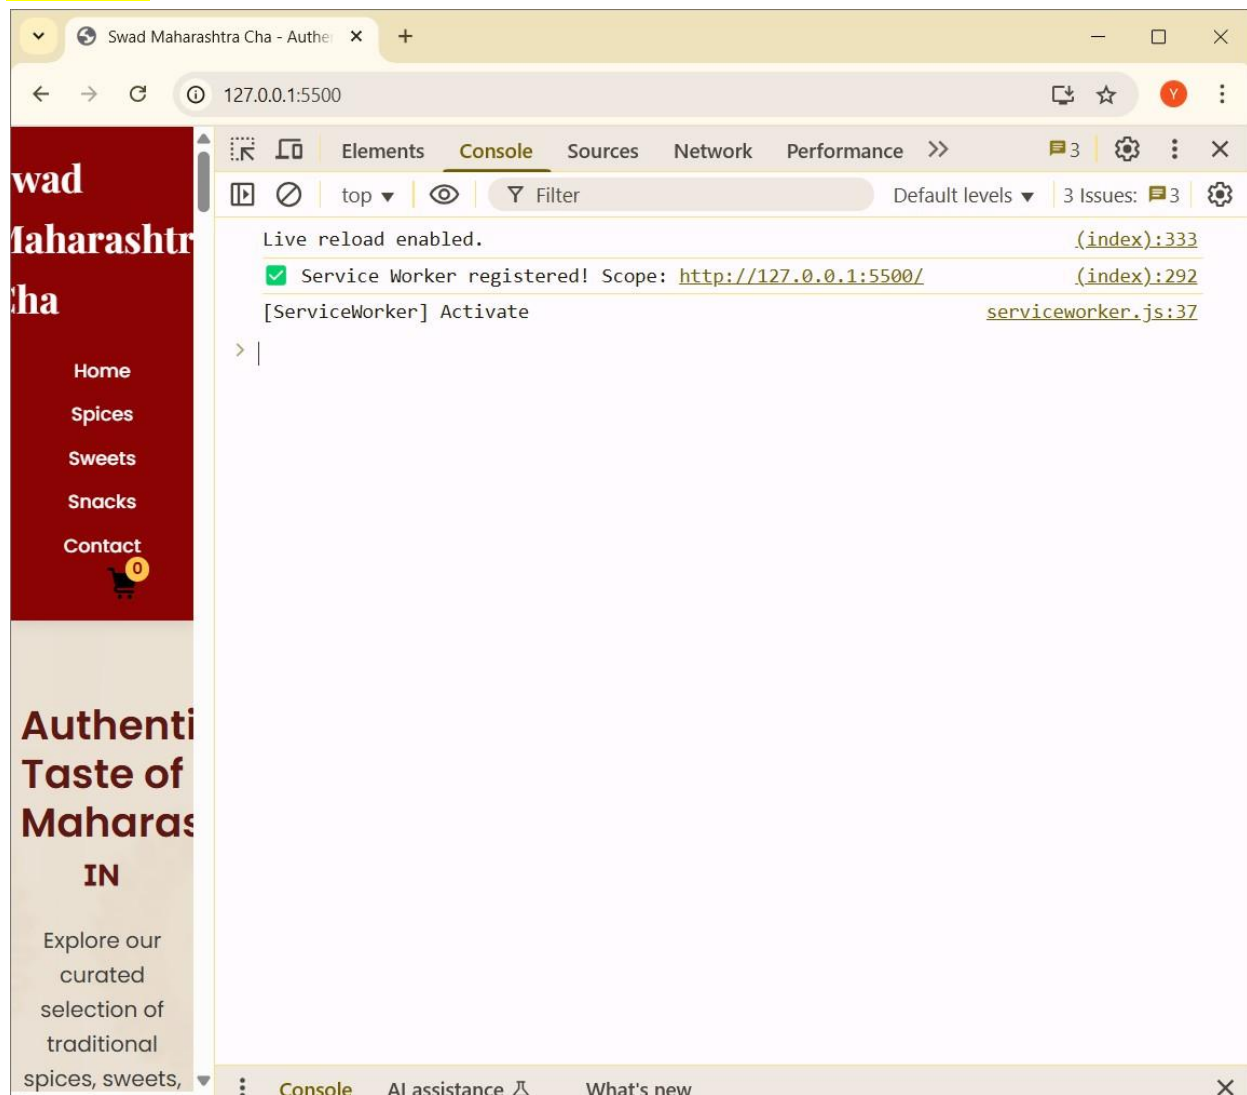 Swad Maharashtra Cha - Authe
127.0.0.1:5500
Y
Elements Console Sources Network Performance 3
top Filter Default levels 3 Issues: 3
Live reload enabled. (index):333
✅ Service Worker registered! Scope: http://127.0.0.1:5500/ (index):292
[ServiceWorker] Activate serviceworker.js:37
>
wad
aharashtr
ha
Home
Spices
Sweets
Snacks
Contact
0
Authenti
Taste of
Maharas
IN
Explore our
curated
selection of
traditional
spices, sweets,
Console AI assistance What's new